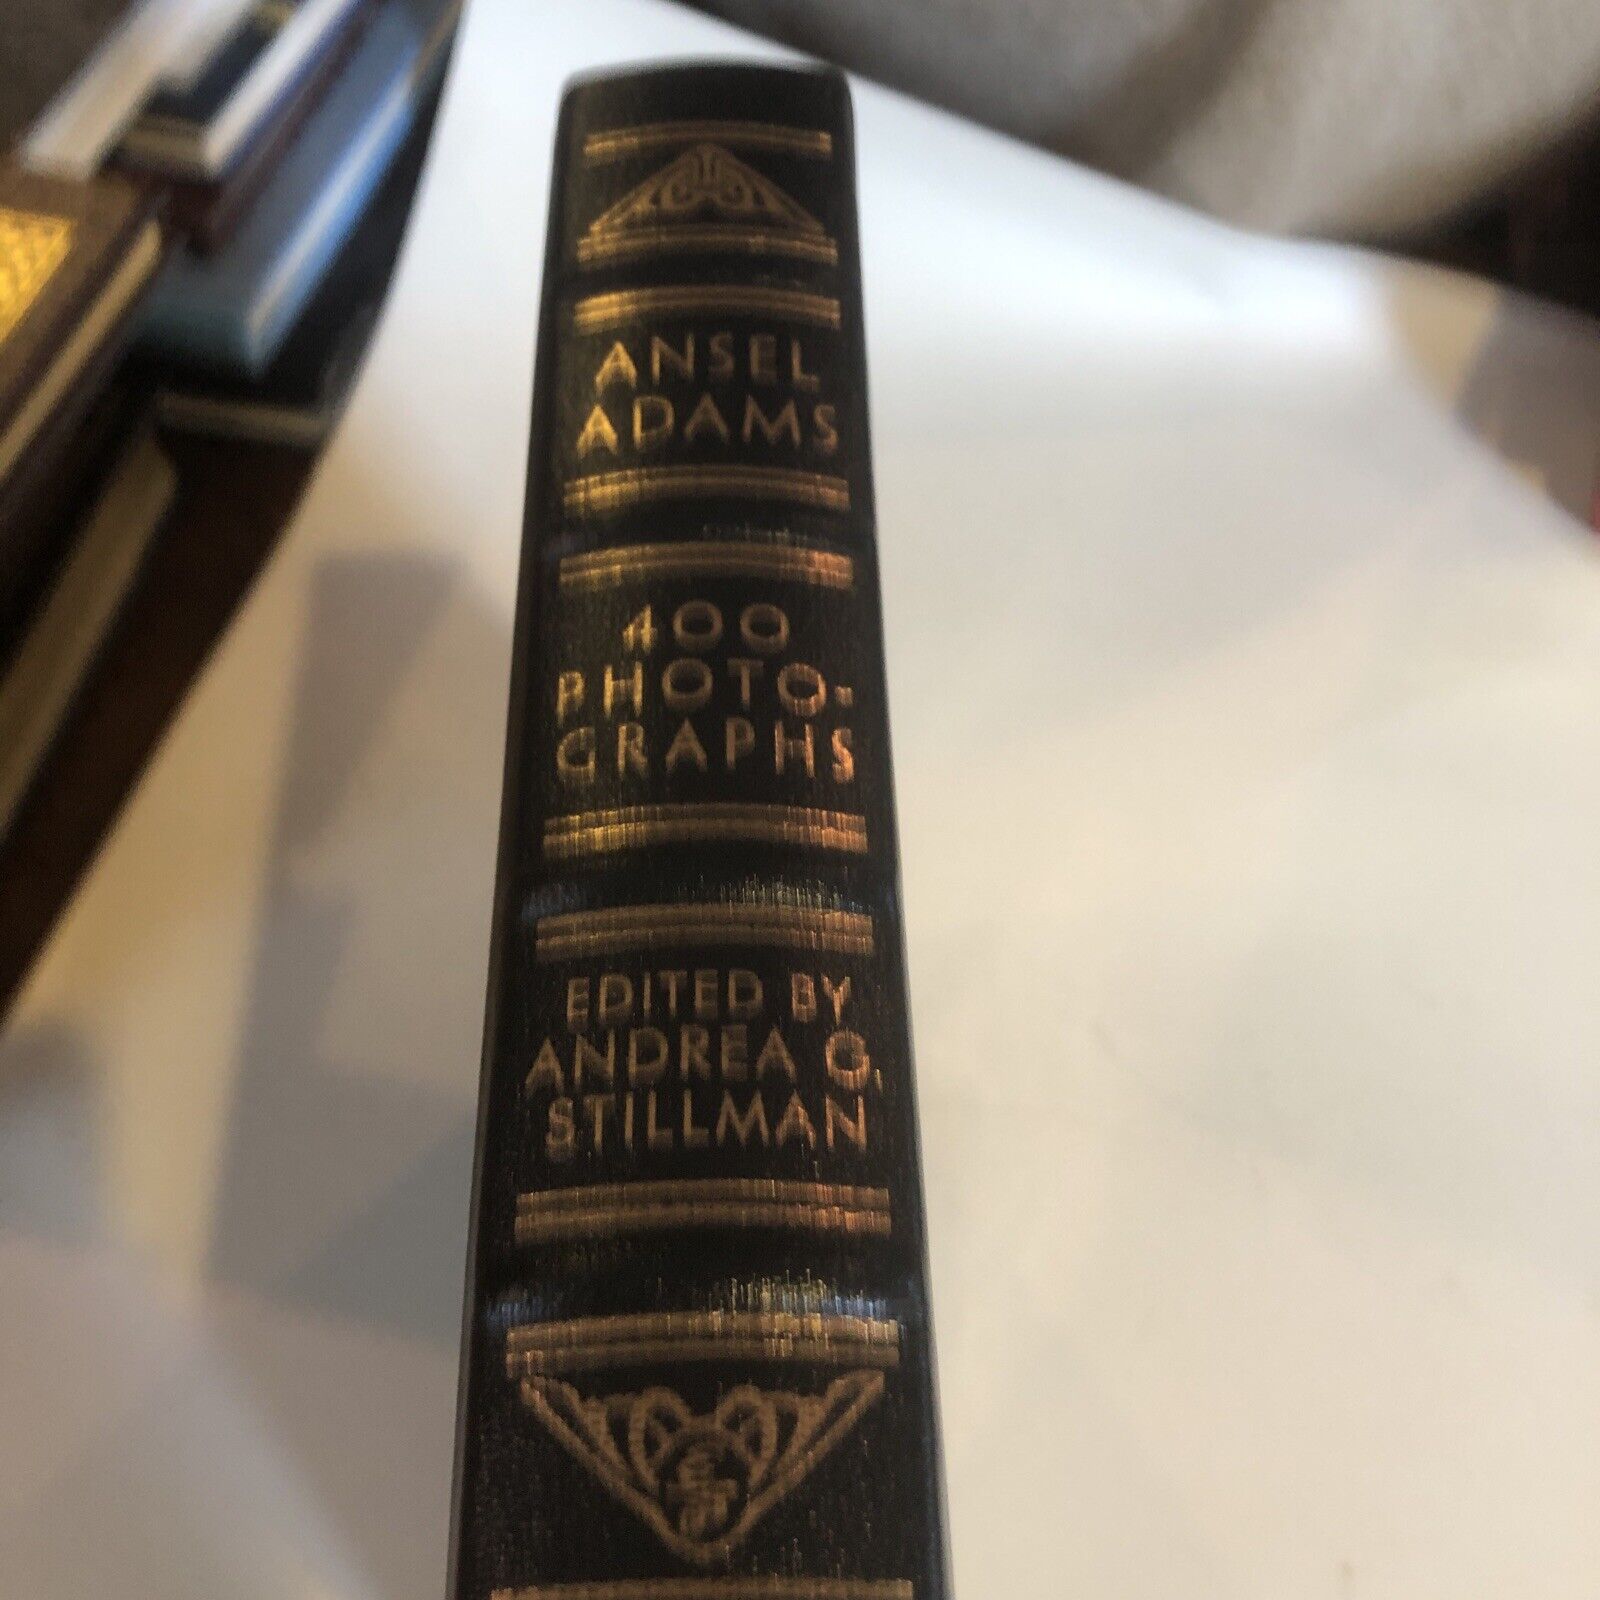 ANSEL
ADAMS
400
PHOTO-
GRAPHS
EDITED BY
ANDREA G.
STILLMAN